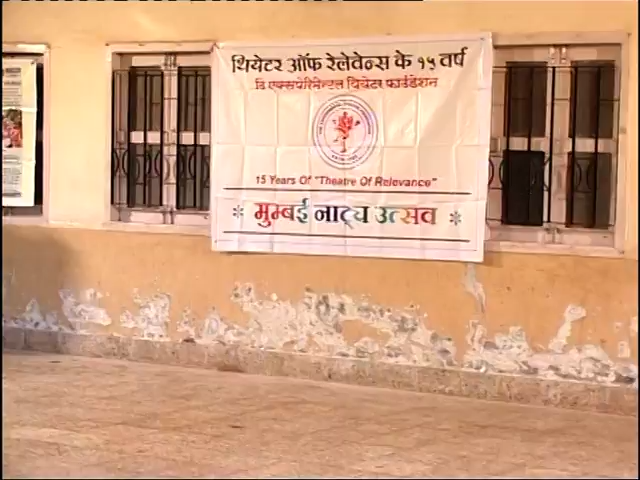 थियेटर ऑफ रेलेवेन्स के १५ वर्ष
दि एक्सपेरिमेन्टल थियेटर फाउंडेशन
15 Years Of "Theatre Of Relevance"
* मुम्बई नाट्य उत्सव *